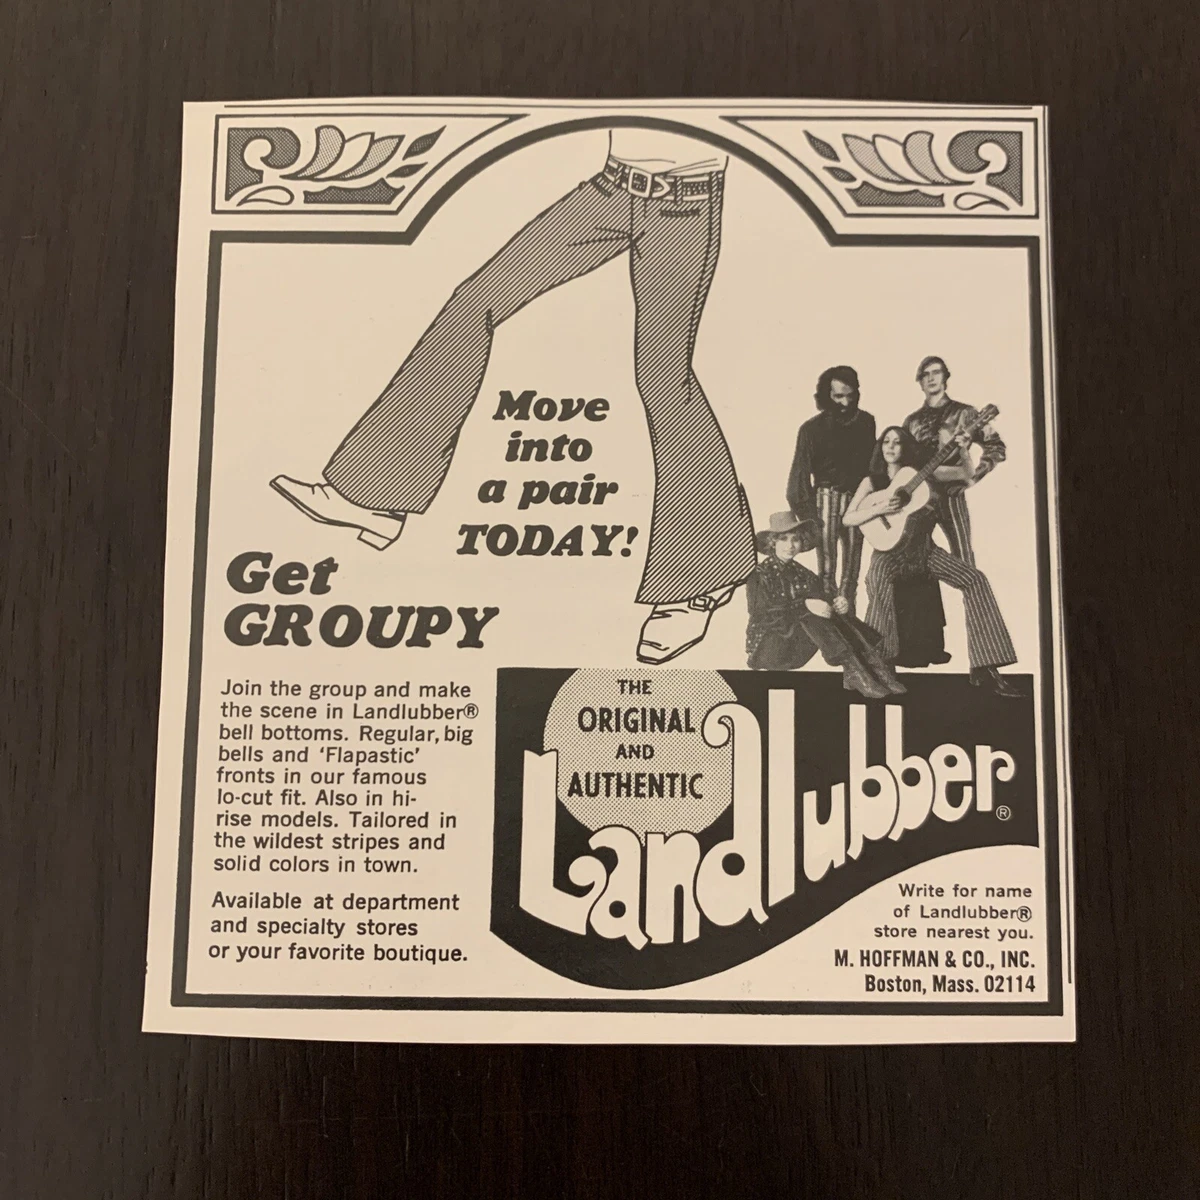 Move
into
a pair
TODAY!
Get
GROUPY
Join the group and make
the scene in Landlubber®
bell bottoms. Regular, big
bells and ‘Flapastic’
fronts in our famous
lo-cut fit. Also in hi-
rise models. Tailored in
the wildest stripes and
solid colors in town.
Available at department
and specialty stores
or your favorite boutique.
THE
ORIGINAL
AND
AUTHENTIC
Landlubber®
Write for name
of Landlubber®
store nearest you.
M. HOFFMAN & CO., INC.
Boston, Mass. 02114